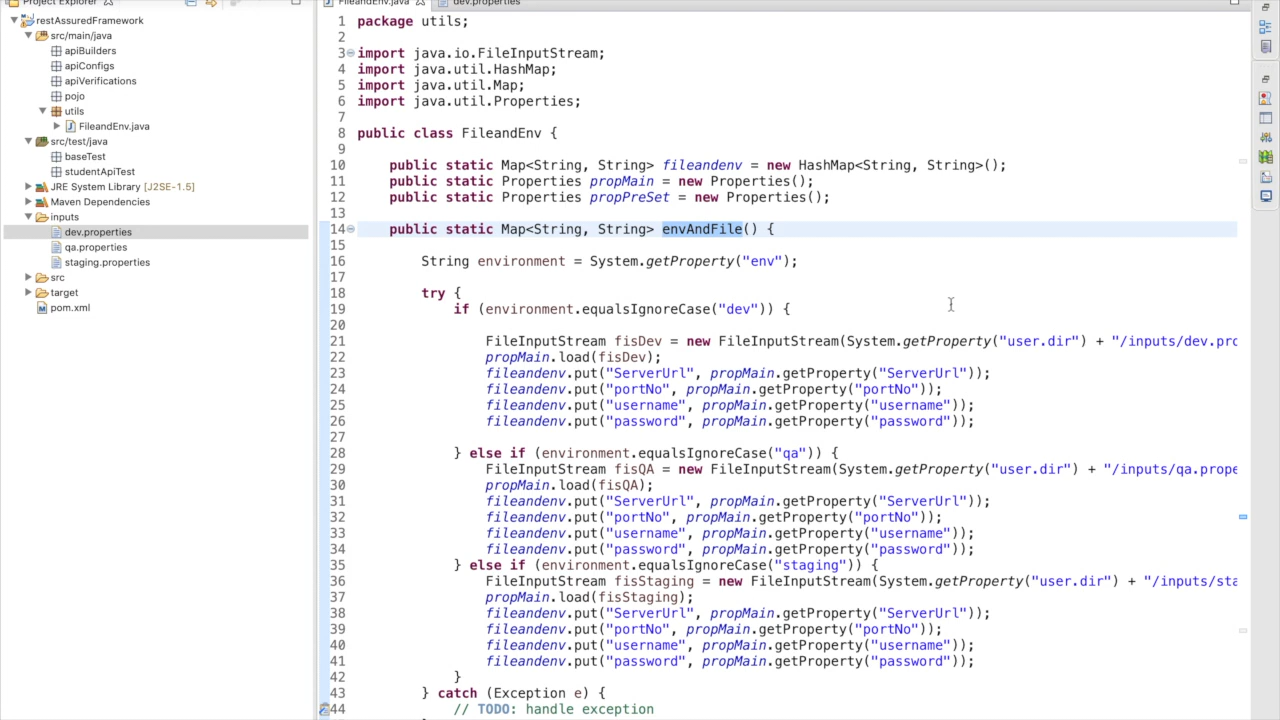 Project Explorer
FileandEnv.java
dev.properties
restAssuredFramework
src/main/java
apiBuilders
apiConfigs
apiVerifications
pojo
utils
FileandEnv.java
src/test/java
baseTest
studentApiTest
JRE System Library [J2SE-1.5]
Maven Dependencies
inputs
dev.properties
qa.properties
staging.properties
src
target
pom.xml
1 package utils;
2
3 import java.io.FileInputStream;
4 import java.util.HashMap;
5 import java.util.Map;
6 import java.util.Properties;
7
8 public class FileandEnv {
9
10 public static Map<String, String> fileandenv = new HashMap<String, String>();
11 public static Properties propMain = new Properties();
12 public static Properties propPreSet = new Properties();
13
14 public static Map<String, String> envAndFile() {
15
16 String environment = System.getProperty("env");
17
18 try {
19 if (environment.equalsIgnoreCase("dev")) {
20
21 FileInputStream fisDev = new FileInputStream(System.getProperty("user.dir") + "/inputs/dev.pro
22 propMain.load(fisDev);
23 fileandenv.put("ServerUrl", propMain.getProperty("ServerUrl"));
24 fileandenv.put("portNo", propMain.getProperty("portNo"));
25 fileandenv.put("username", propMain.getProperty("username"));
26 fileandenv.put("password", propMain.getProperty("password"));
27
28 } else if (environment.equalsIgnoreCase("qa")) {
29 FileInputStream fisQA = new FileInputStream(System.getProperty("user.dir") + "/inputs/qa.prope
30 propMain.load(fisQA);
31 fileandenv.put("ServerUrl", propMain.getProperty("ServerUrl"));
32 fileandenv.put("portNo", propMain.getProperty("portNo"));
33 fileandenv.put("username", propMain.getProperty("username"));
34 fileandenv.put("password", propMain.getProperty("password"));
35 } else if (environment.equalsIgnoreCase("staging")) {
36 FileInputStream fisStaging = new FileInputStream(System.getProperty("user.dir") + "/inputs/sta
37 propMain.load(fisStaging);
38 fileandenv.put("ServerUrl", propMain.getProperty("ServerUrl"));
39 fileandenv.put("portNo", propMain.getProperty("portNo"));
40 fileandenv.put("username", propMain.getProperty("username"));
41 fileandenv.put("password", propMain.getProperty("password"));
42 }
43 } catch (Exception e) {
44 // TODO: handle exception